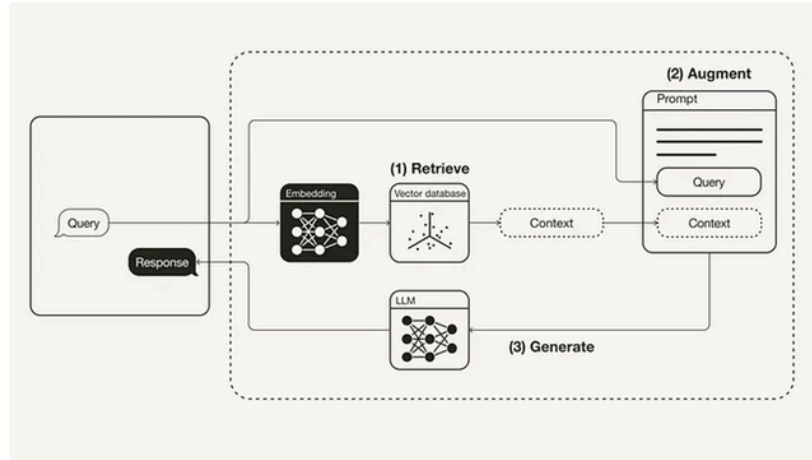 (2) Augment
Prompt
(1) Retrieve
Embedding
Vector database
Query
Query
Context
Context
Response
LLM
(3) Generate